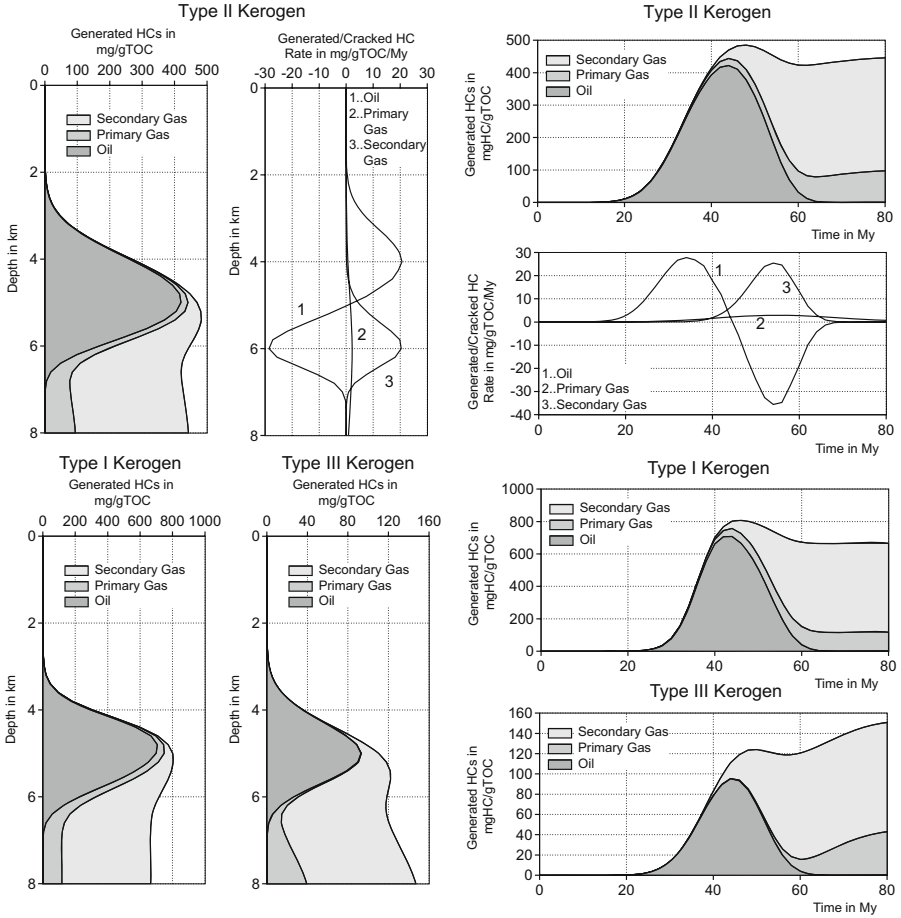 Type II Kerogen
Generated HCs in
mg/gTOC
0 100 200 300 400 500
0
2
4
6
8
Depth in km
Secondary Gas
Primary Gas
Oil
Generated/Cracked HC
Rate in mg/gTOC/My
-30 -20 -10 0 10 20 30
0
2
4
6
8
Depth in km
1..Oil
2..Primary
Gas
3..Secondary
Gas
1
2
3
Type II Kerogen
Generated HCs in
mgHC/gTOC
500
400
300
200
100
0
Secondary Gas
Primary Gas
Oil
0 20 40 60 80
Time in My
Generated/Cracked HC
Rate in mg/gTOC/My
30
20
10
0
-10
-20
-30
-40
1
3
2
1..Oil
2..Primary Gas
3..Secondary Gas
0 20 40 60 80
Time in My
Type I Kerogen
Generated HCs in
mg/gTOC
0 200 400 600 800 1000
0
2
4
6
8
Depth in km
Secondary Gas
Primary Gas
Oil
Type III Kerogen
Generated HCs in
mg/gTOC
0 40 80 120 160
0
2
4
6
8
Depth in km
Secondary Gas
Primary Gas
Oil
Type I Kerogen
Generated HCs in
mgHC/gTOC
1000
800
600
400
200
0
Secondary Gas
Primary Gas
Oil
0 20 40 60 80
Time in My
Type III Kerogen
Generated HCs in
mgHC/gTOC
160
140
120
100
80
60
40
20
0
Secondary Gas
Primary Gas
Oil
0 20 40 60 80
Time in My